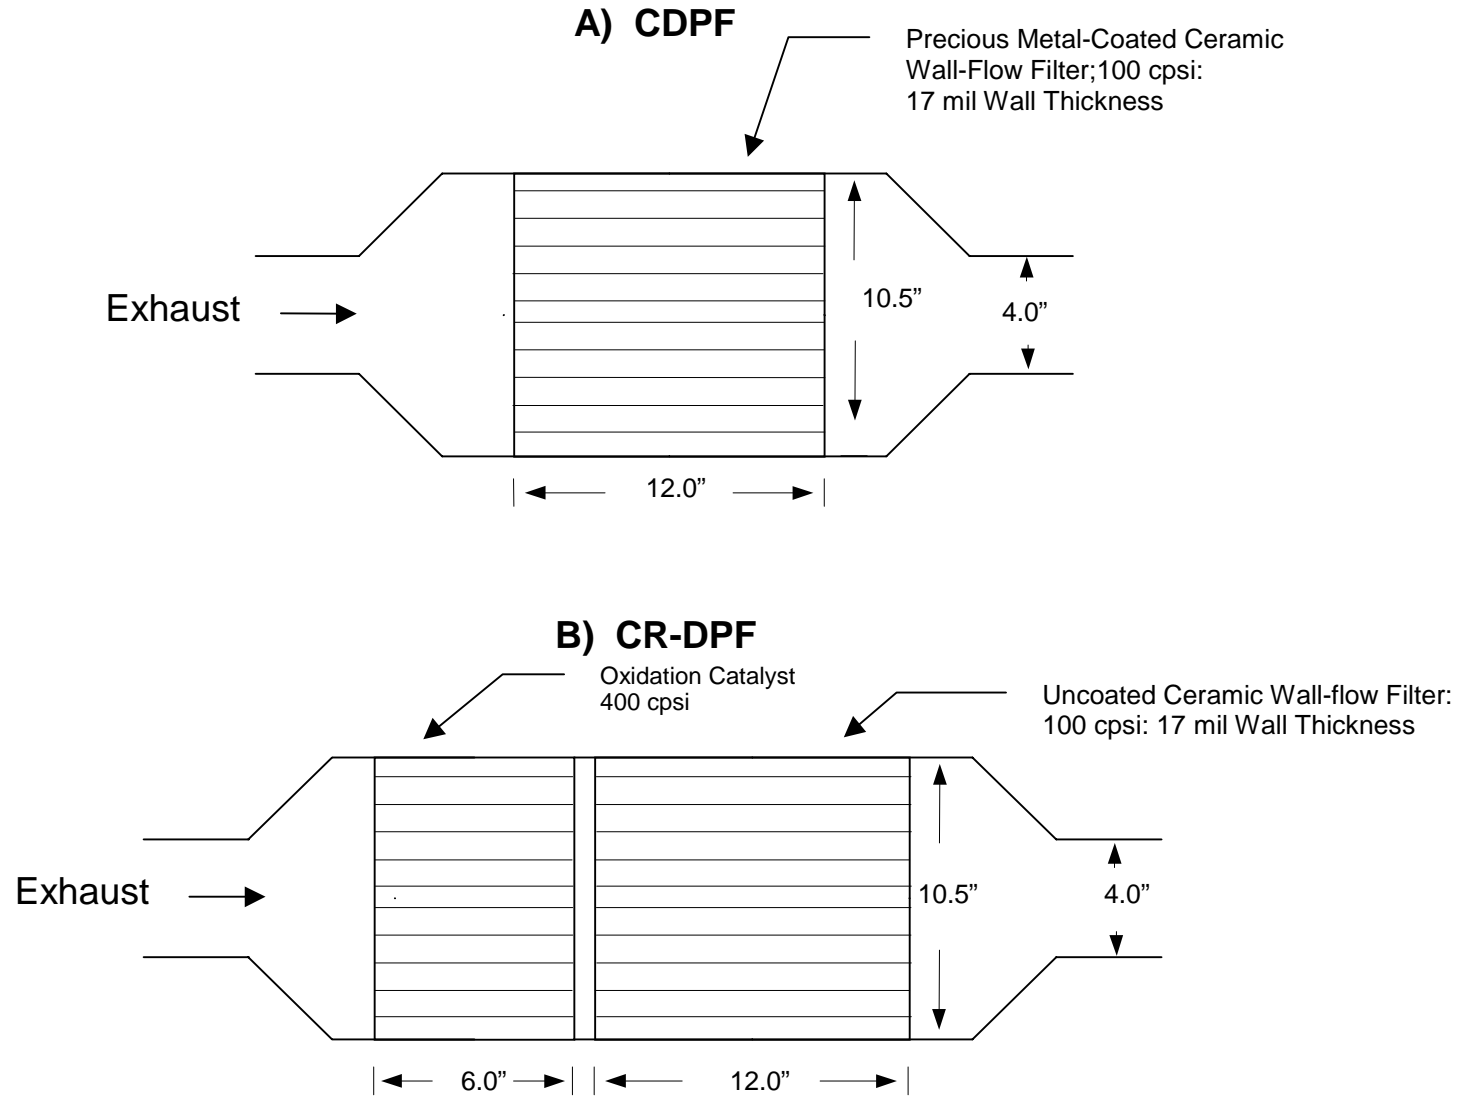 A) CDPF
Precious Metal-Coated Ceramic
Wall-Flow Filter;100 cpsi:
17 mil Wall Thickness
Exhaust
10.5”
4.0”
12.0”
B) CR-DPF
Oxidation Catalyst
400 cpsi
Uncoated Ceramic Wall-flow Filter:
100 cpsi: 17 mil Wall Thickness
Exhaust
10.5”
4.0”
6.0”
12.0”